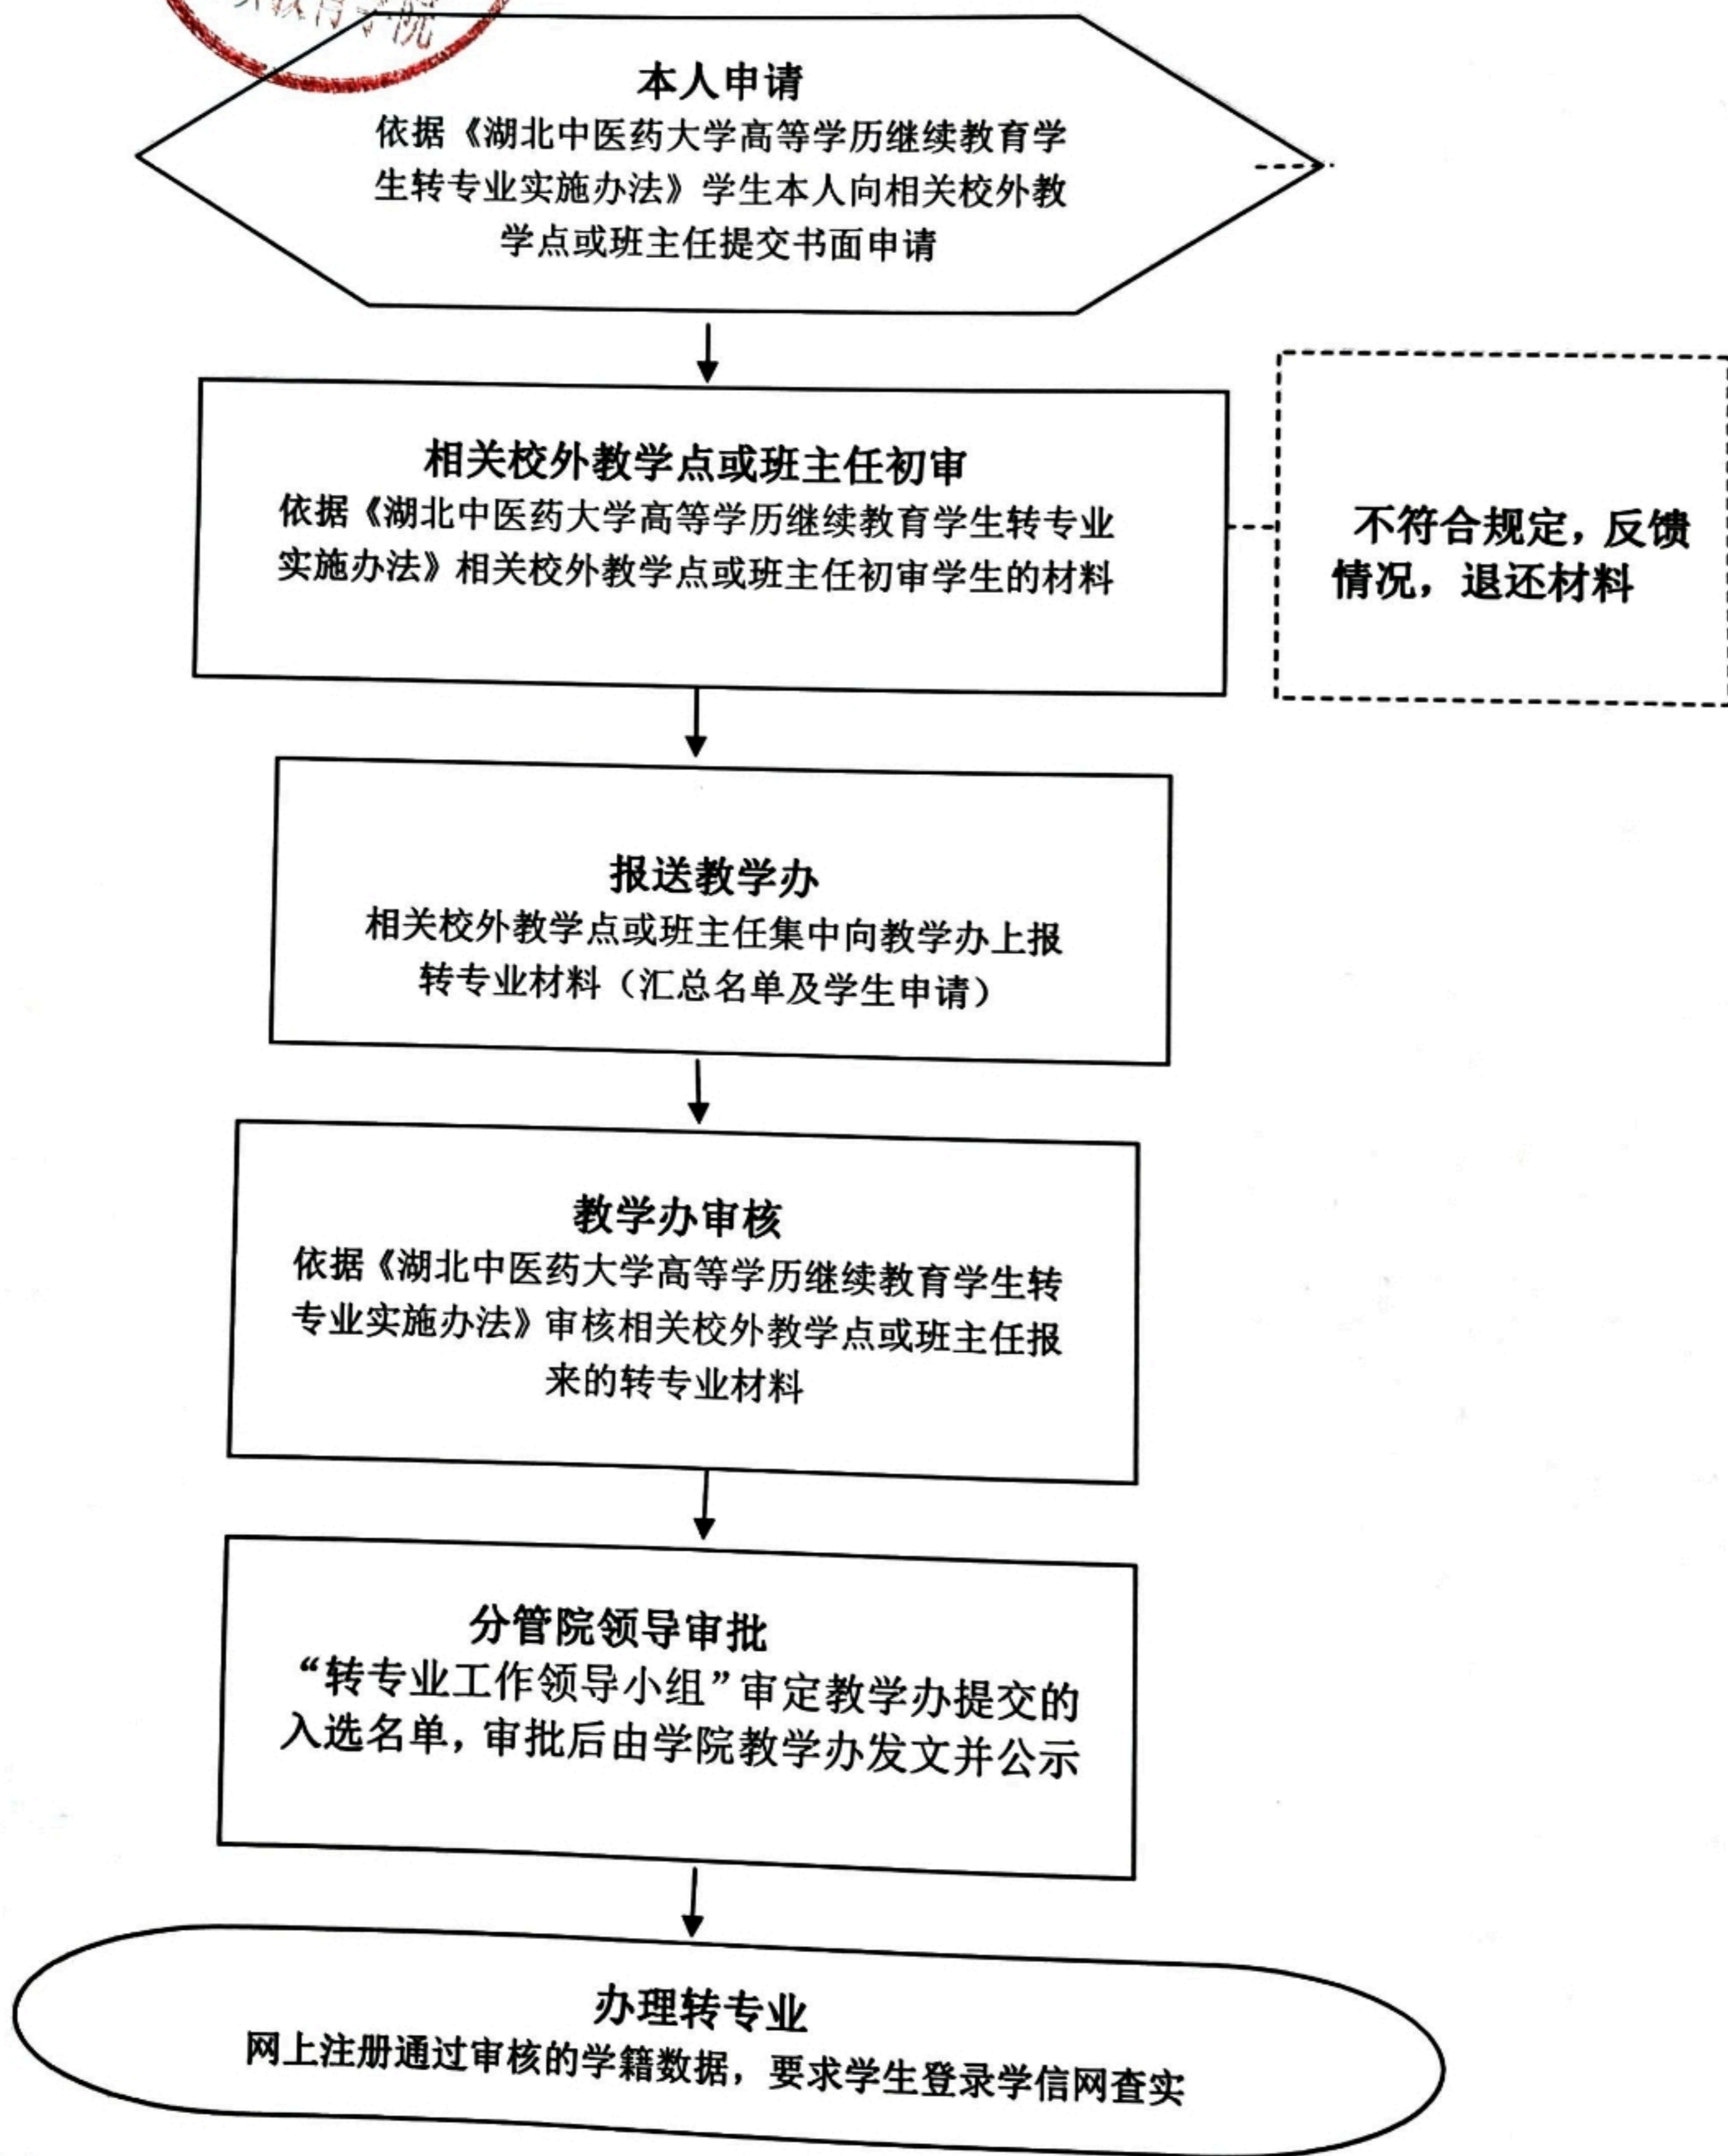 教育学院
本人申请
依据《湖北中医药大学高等学历继续教育学
生转专业实施办法》学生本人向相关校外教
学点或班主任提交书面申请
相关校外教学点或班主任初审
依据《湖北中医药大学高等学历继续教育学生转专业
实施办法》相关校外教学点或班主任初审学生的材料
不符合规定，反馈
情况，退还材料
报送教学办
相关校外教学点或班主任集中向教学办上报
转专业材料（汇总名单及学生申请）
教学办审核
依据《湖北中医药大学高等学历继续教育学生转
专业实施办法》审核相关校外教学点或班主任报
来的转专业材料
分管院领导审批
“转专业工作领导小组”审定教学办提交的
入选名单，审批后由学院教学办发文并公示
办理转专业
网上注册通过审核的学籍数据，要求学生登录学信网查实